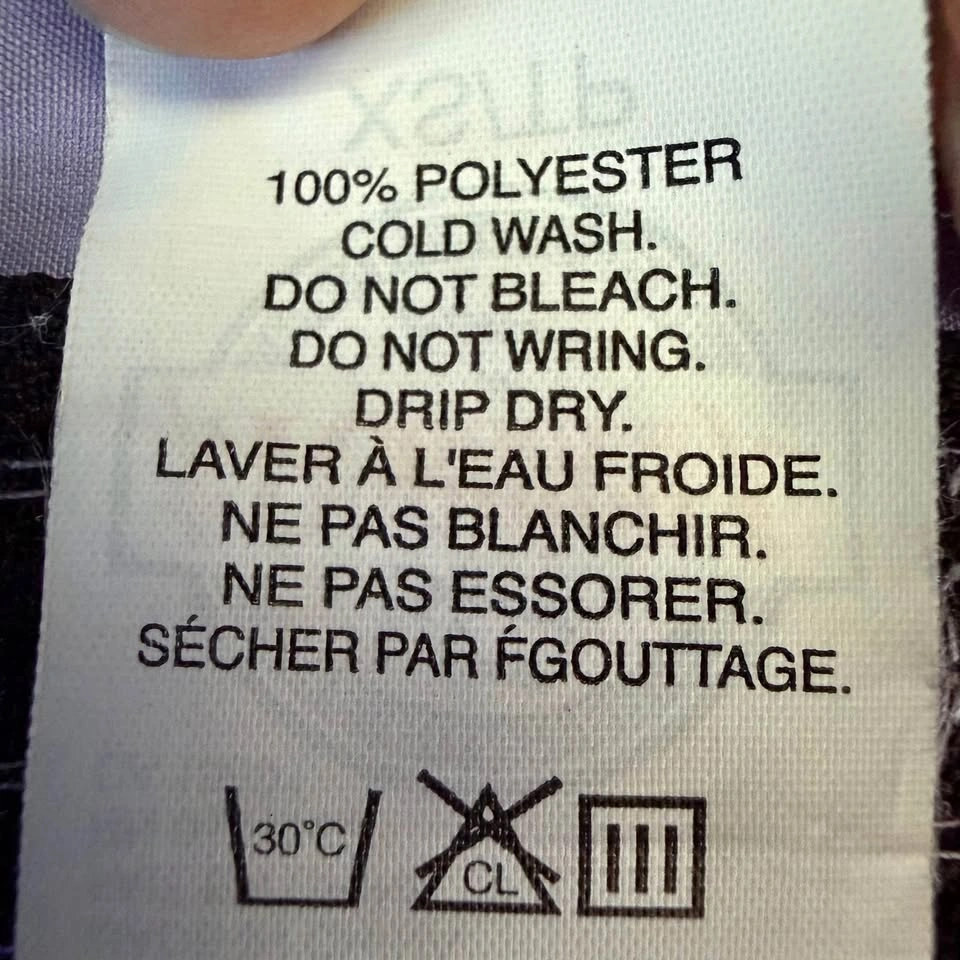 100% POLYESTER
COLD WASH.
DO NOT BLEACH.
DO NOT WRING.
DRIP DRY.
LAVER À L'EAU FROIDE.
NE PAS BLANCHIR.
NE PAS ESSORER.
SÉCHER PAR ÉGOUTTAGE.
30°C CL